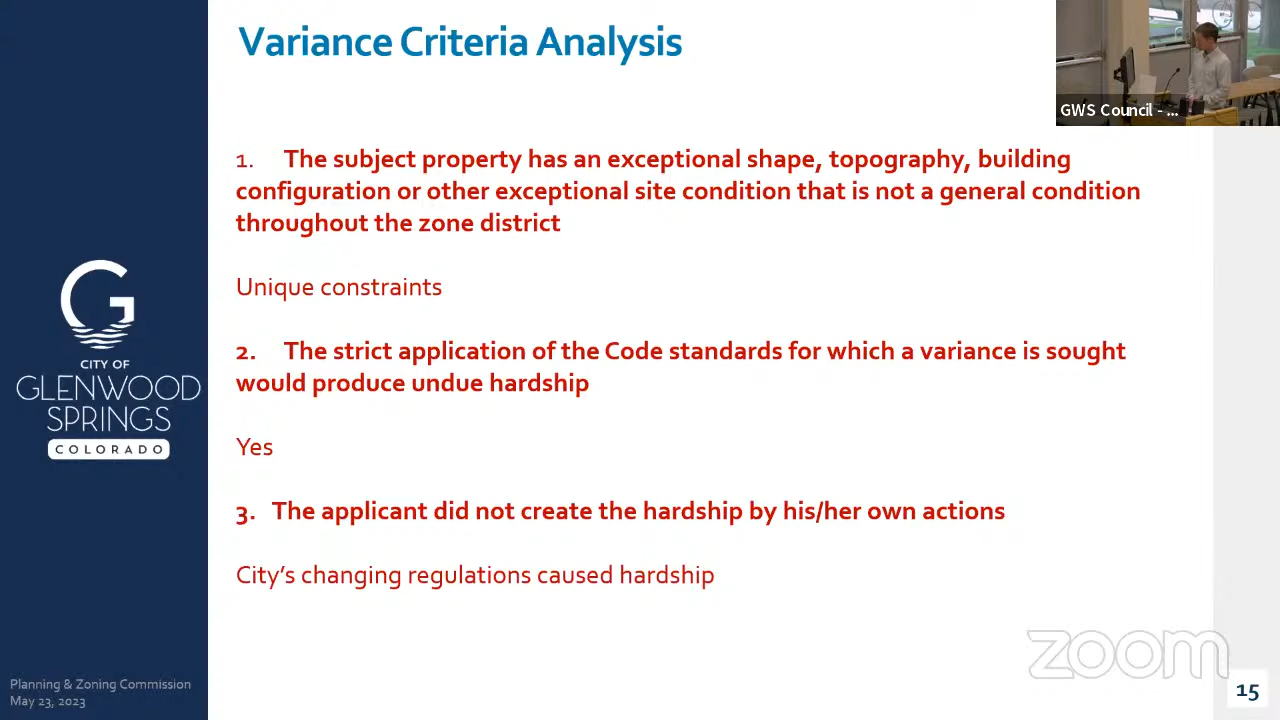 Variance Criteria Analysis
GWS Council - ...
1. The subject property has an exceptional shape, topography, building
configuration or other exceptional site condition that is not a general condition
throughout the zone district
Unique constraints
2. The strict application of the Code standards for which a variance is sought
would produce undue hardship
Yes
3. The applicant did not create the hardship by his/her own actions
City's changing regulations caused hardship
G
CITY OF
GLENWOOD
SPRINGS
COLORADO
Planning & Zoning Commission
May 23, 2023
zoom
15